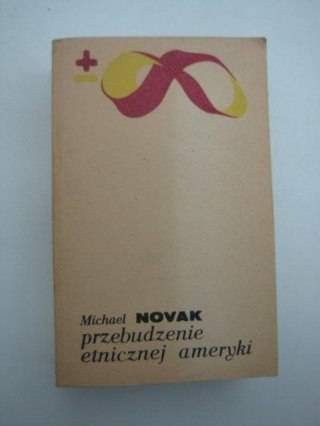 ±
Michael NOVAK
przebudzenie
etnicznej ameryki